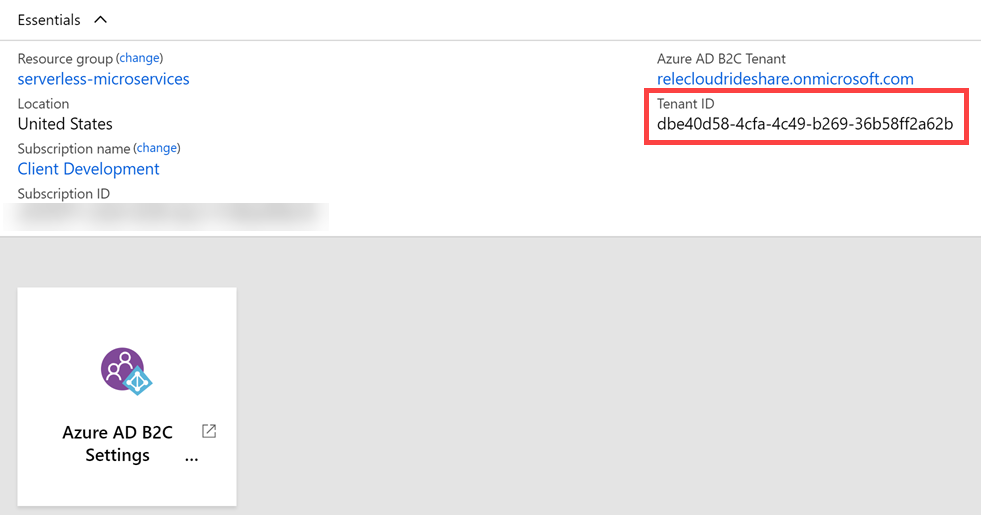 Essentials
Resource group (change)
serverless-microservices
Location
United States
Subscription name (change)
Client Development
Subscription ID
Azure AD B2C Tenant
relecloudrideshare.onmicrosoft.com
Tenant ID
dbe40d58-4cfa-4c49-b269-36b58ff2a62b
Azure AD B2C
Settings ...